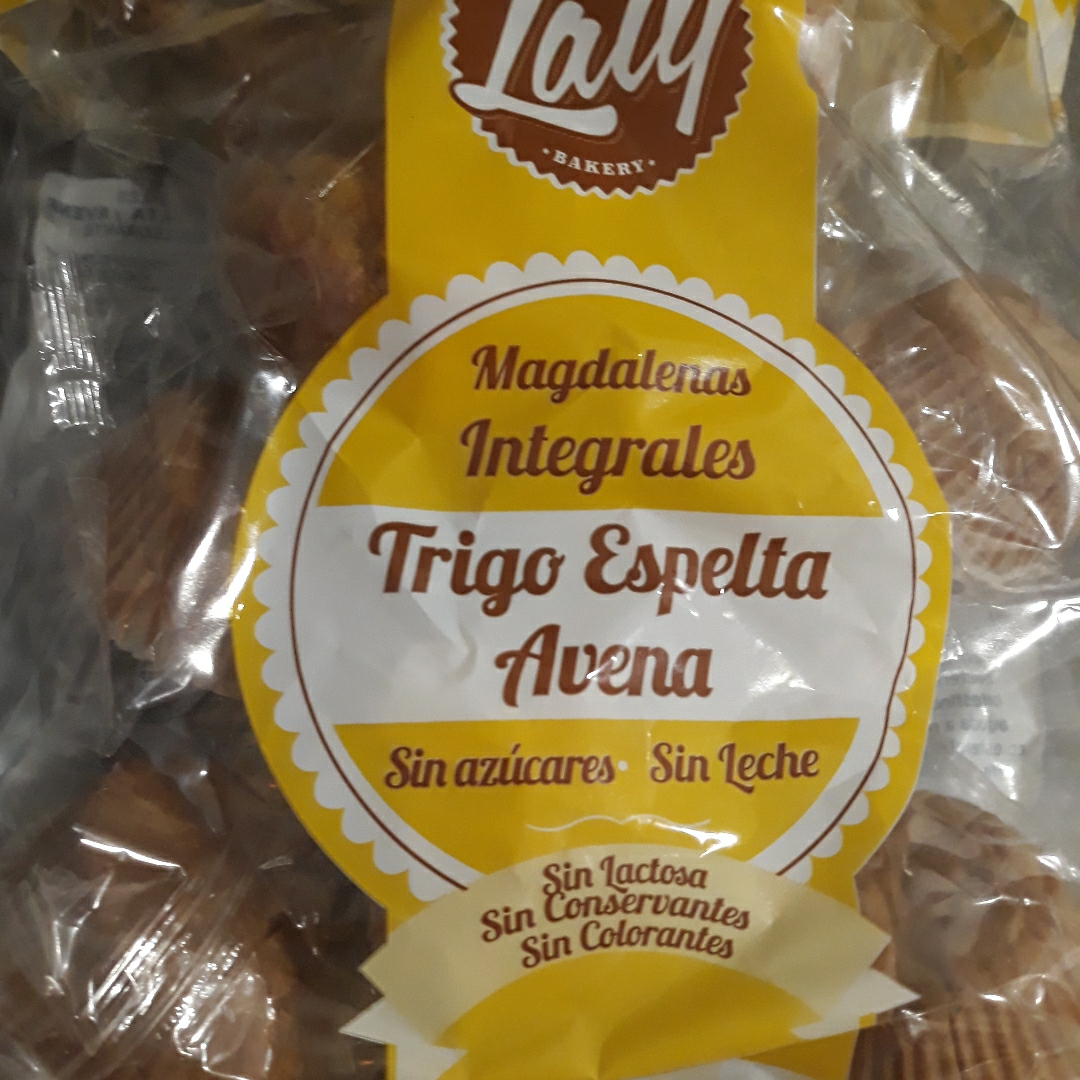 Laly
· BAKERY ·
Magdalenas
Integrales
Trigo Espelta
Avena
Sin azúcares · Sin Leche
Sin Lactosa
Sin Conservantes
Sin Colorantes